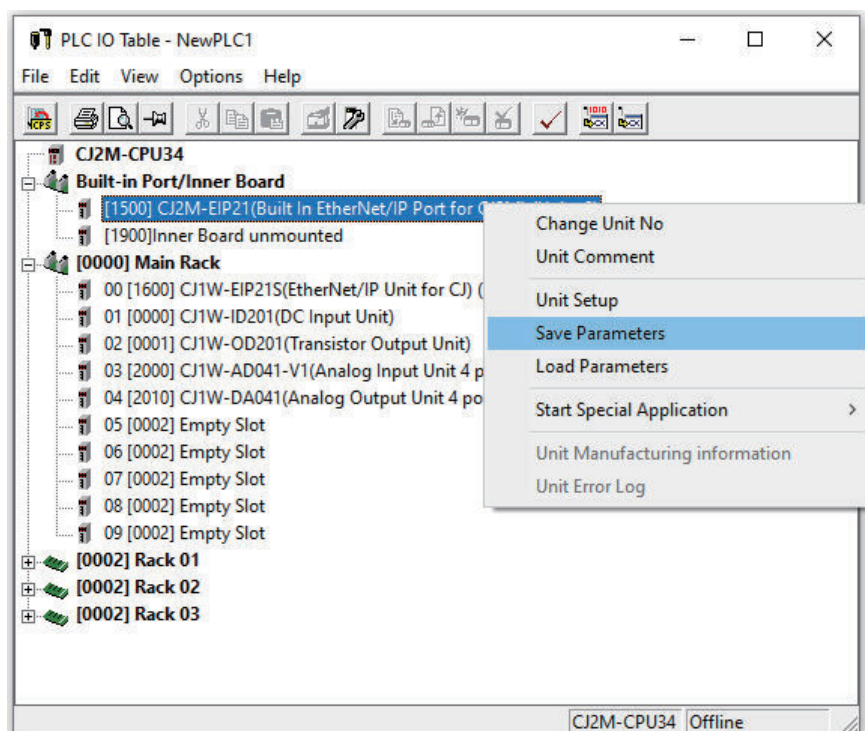 PLC IO Table - NewPLC1
File Edit View Options Help
CJ2M-CPU34
Built-in Port/Inner Board
[1500] CJ2M-EIP21(Built In EtherNet/IP Port for
[1900]Inner Board unmounted
[0000] Main Rack
00 [1600] CJ1W-EIP21S(EtherNet/IP Unit for CJ) (
01 [0000] CJ1W-ID201(DC Input Unit)
02 [0001] CJ1W-OD201(Transistor Output Unit)
03 [2000] CJ1W-AD041-V1(Analog Input Unit 4 p
04 [2010] CJ1W-DA041(Analog Output Unit 4 po
05 [0002] Empty Slot
06 [0002] Empty Slot
07 [0002] Empty Slot
08 [0002] Empty Slot
09 [0002] Empty Slot
[0002] Rack 01
[0002] Rack 02
[0002] Rack 03
Change Unit No
Unit Comment
Unit Setup
Save Parameters
Load Parameters
Start Special Application
Unit Manufacturing information
Unit Error Log
CJ2M-CPU34 Offline